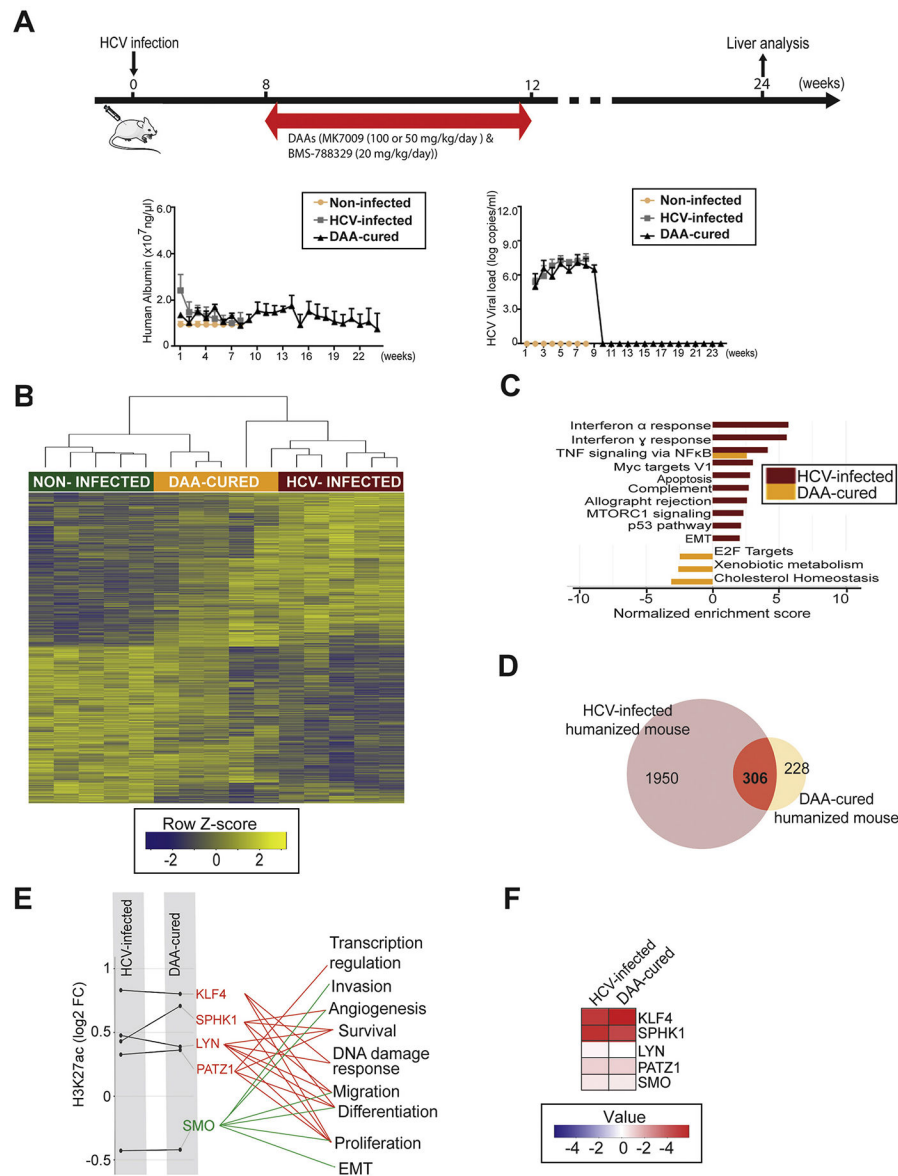 A
HCV infection
Liver analysis
0
8
12
24
(weeks)
DAAs (MK7009 (100 or 50 mg/kg/day ) &
BMS-788329 (20 mg/kg/day))
Human Albumin (x10⁷ng/µl)
6.0
4.0
2.0
0
Non-infected
HCV-infected
DAA-cured
1 4 7 10 13 16 19 22 (weeks)
HCV Viral load (log copies/ml)
12.0
9.0
6.0
3.0
0
Non-infected
HCV-infected
DAA-cured
1 3 5 7 9 11 13 15 17 19 21 23 (weeks)
B
NON- INFECTED DAA-CURED HCV- INFECTED
Row Z-score
-2 0 2
C
Interferon α response
Interferon ɣ response
TNF signaling via NFκB
Myc targets V1
Apoptosis
Complement
Allographt rejection
MTORC1 signaling
p53 pathway
EMT
E2F Targets
Xenobiotic metabolism
Cholesterol Homeostasis
HCV-infected
DAA-cured
-10 -5 0 5 10
Normalized enrichment score
D
HCV-infected
humanized mouse
1950
306
228
DAA-cured
humanized mouse
E
HCV-infected
DAA-cured
H3K27ac (log2 FC)
1
0.5
0
-0.5
KLF4
SPHK1
LYN
PATZ1
SMO
Transcription
regulation
Invasion
Angiogenesis
Survival
DNA damage
response
Migration
Differentiation
Proliferation
EMT
F
HCV-infected
DAA-cured
KLF4
SPHK1
LYN
PATZ1
SMO
Value
-4 -2 0 -2 -4